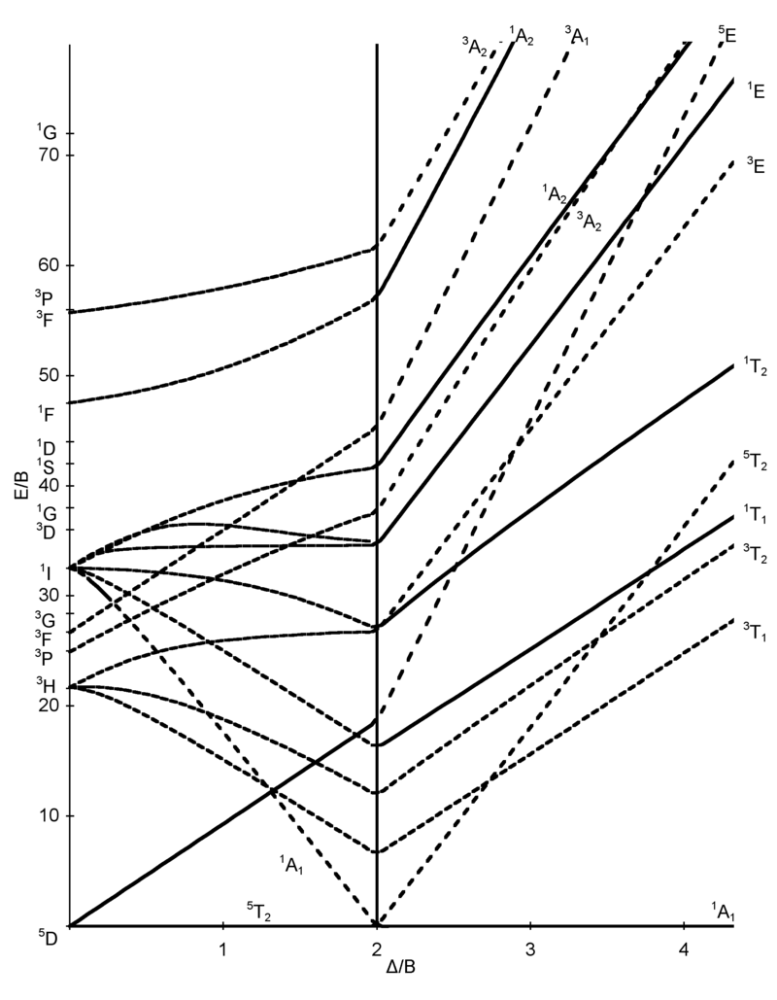 ³A₂ ¹A₂ ³A₁ ⁵E
¹E
¹G
70
³E
¹A₂
³A₂
60
³P
³F
¹T₂
50
¹F
¹D
⁵T₂
¹S
E/B
40
¹G
¹T₁
³D
³T₂
¹I
30
³G
³T₁
³F
³P
³H
20
10
¹A₁
⁵T₂ ¹A₁
⁵D
1 2 3 4
Δ/B